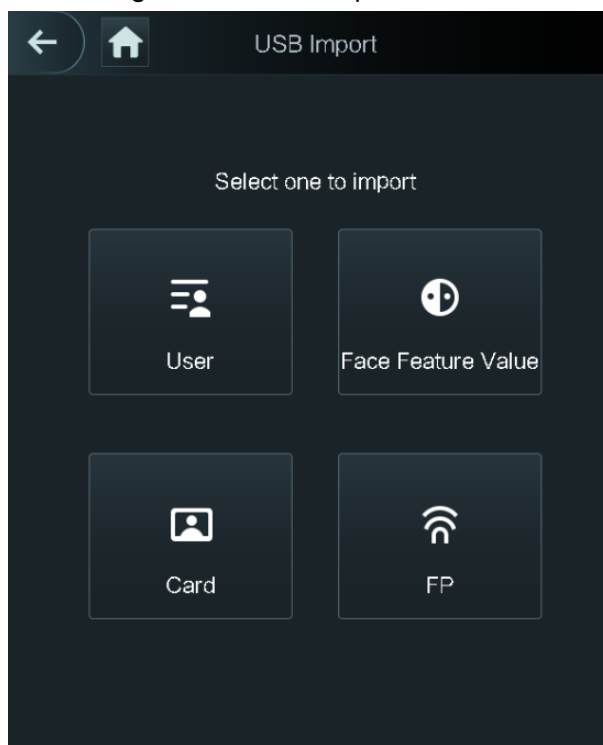 USB Import
Select one to import
User
Face Feature Value
Card
FP